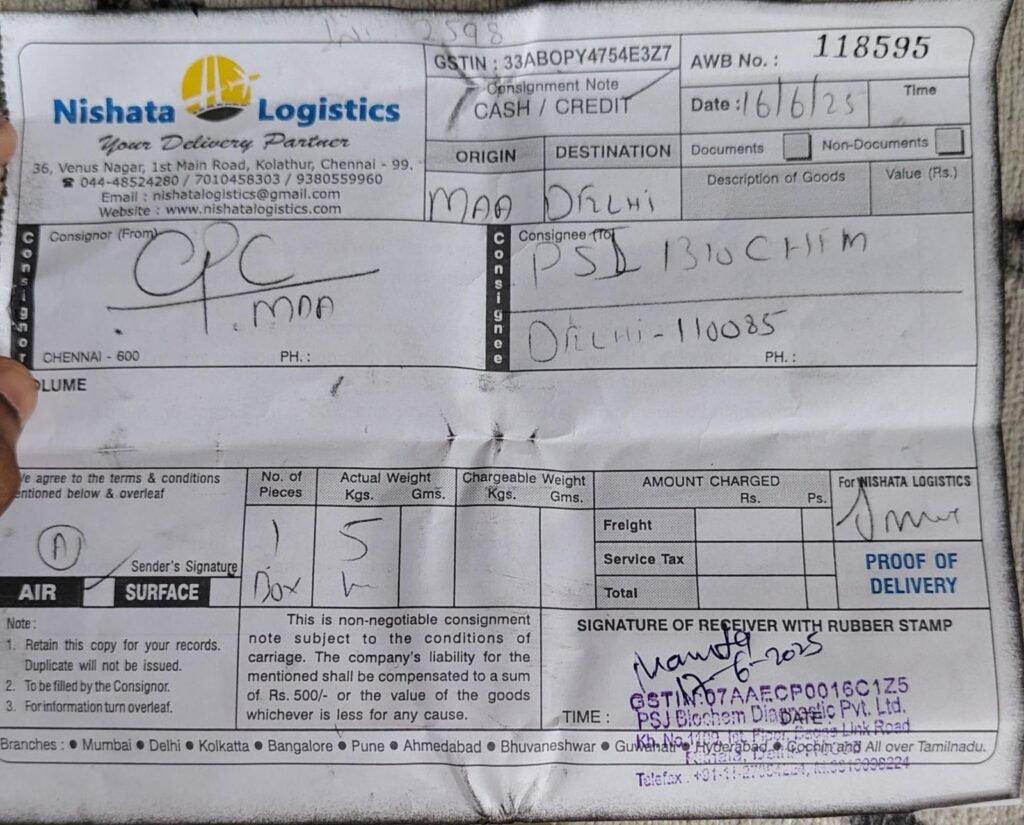 Nishata Logistics
Your Delivery Partner
36, Venus Nagar, 1st Main Road, Kolathur, Chennai - 99.
☎ 044-48524280 / 7010458303 / 9380559960
Email : nishatalogistics@gmail.com
Website : www.nishatalogistics.com
GSTIN : 33ABOPY4754E3Z7
Consignment Note
CASH / CREDIT
AWB No. : 118595
Date : 16/6/25
Time
ORIGIN
DESTINATION
MAA
DELHI
Documents
Non-Documents
Description of Goods
Value (Rs.)
Consignor
Consignor (From)
CPC
MAA
CHENNAI - 600
PH. :
Consignee
Consignee (To)
PSJ BIOCHEM
DELHI-110085
PH. :
OLUME
We agree to the terms & conditions
entioned below & overleaf
A
Sender's Signature
AIR
SURFACE
No. of Pieces
1
Box
Actual Weight
Kgs. Gms.
5
Chargeable Weight
Kgs. Gms.
AMOUNT CHARGED
Rs. Ps.
Freight
Service Tax
Total
For NISHATA LOGISTICS
PROOF OF
DELIVERY
Note :
1. Retain this copy for your records.
Duplicate will not be issued.
2. To be filled by the Consignor.
3. For information turn overleaf.
This is non-negotiable consignment
note subject to the conditions of
carriage. The company's liability for the
mentioned shall be compensated to a sum
of Rs. 500/- or the value of the goods
whichever is less for any cause.
SIGNATURE OF RECEIVER WITH RUBBER STAMP
17-6-2025
GSTIN:07AAECP0016C1Z5
PSJ Biochem Diagnostic Pvt. Ltd.
TIME :
DATE :
Link Road
Telefax : +91-11-
Branches : ● Mumbai ● Delhi ● Kolkatta ● Bangalore ● Pune ● Ahmedabad ● Bhuvaneshwar ● Guwahati ● Hyderabad ● Cochin and All over Tamilnadu.